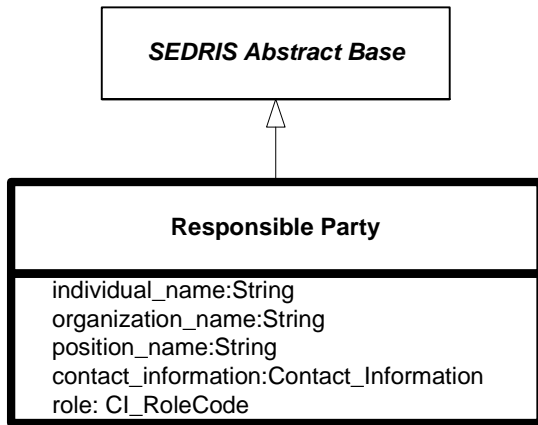 SEDRIS Abstract Base
Responsible Party
individual_name:String
organization_name:String
position_name:String
contact_information:Contact_Information
role: CI_RoleCode